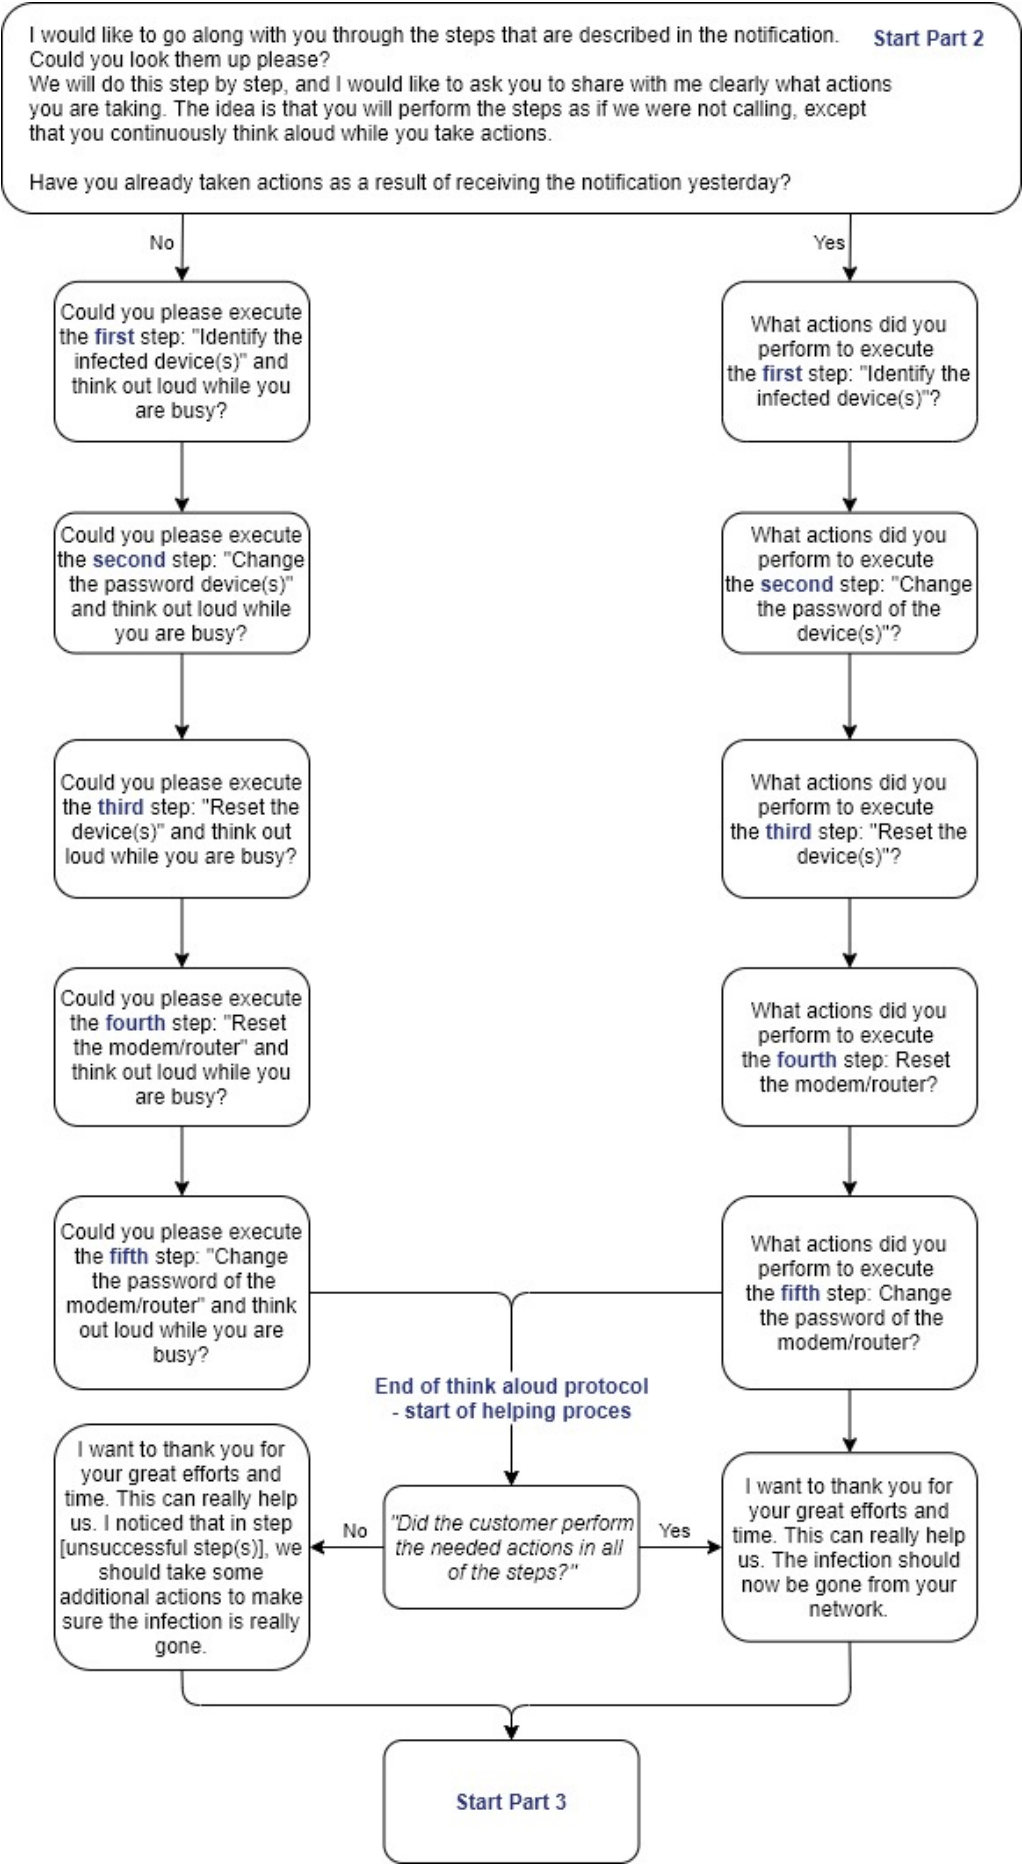 I would like to go along with you through the steps that are described in the notification.
Start Part 2
Could you look them up please?
We will do this step by step, and I would like to ask you to share with me clearly what actions
you are taking. The idea is that you will perform the steps as if we were not calling, except
that you continuously think aloud while you take actions.
Have you already taken actions as a result of receiving the notification yesterday?
No
Yes
Could you please execute
the first step: "Identify the
infected device(s)" and
think out loud while you
are busy?
What actions did you
perform to execute
the first step: "Identify the
infected device(s)"?
Could you please execute
the second step: "Change
the password device(s)"
and think out loud while
you are busy?
What actions did you
perform to execute
the second step: "Change
the password of the
device(s)"?
Could you please execute
the third step: "Reset the
device(s)" and think out
loud while you are busy?
What actions did you
perform to execute
the third step: "Reset the
device(s)"?
Could you please execute
the fourth step: "Reset
the modem/router" and
think out loud while you
are busy?
What actions did you
perform to execute
the fourth step: Reset
the modem/router?
Could you please execute
the fifth step: "Change
the password of the
modem/router" and think
out loud while you are
busy?
What actions did you
perform to execute
the fifth step: Change
the password of the
modem/router?
End of think aloud protocol
- start of helping proces
I want to thank you for
your great efforts and
time. This can really help
us. I noticed that in step
[unsuccessful step(s)], we
should take some
additional actions to make
sure the infection is really
gone.
No
"Did the customer perform
the needed actions in all
of the steps?"
Yes
I want to thank you for
your great efforts and
time. This can really help
us. The infection should
now be gone from your
network.
Start Part 3